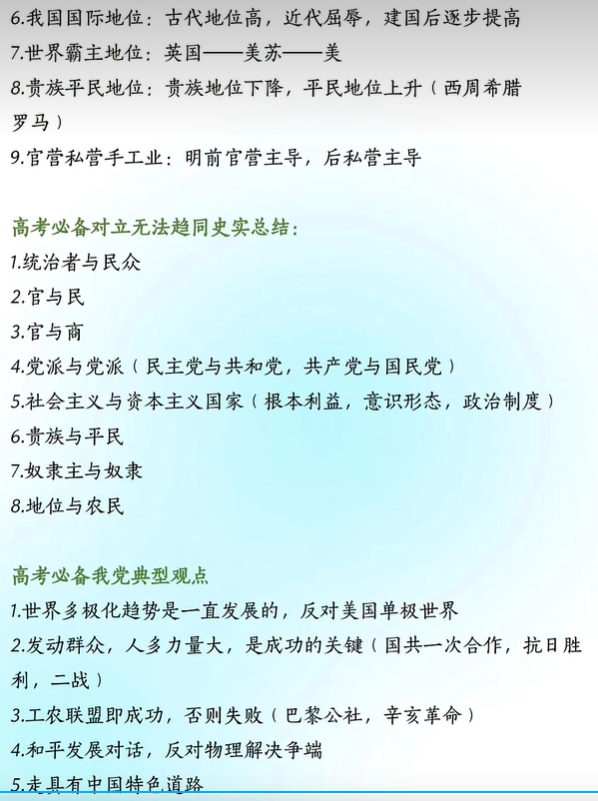 6.我国国际地位：古代地位高，近代屈辱，建国后逐步提高
7.世界霸主地位：英国——美苏——美
8.贵族平民地位：贵族地位下降，平民地位上升（西周希腊
罗马）
9.官营私营手工业：明前官营主导，后私营主导
高考必备对立无法趋同史实总结：
1.统治者与民众
2.官与民
3.官与商
4.党派与党派（民主党与共和党，共产党与国民党）
5.社会主义与资本主义国家（根本利益，意识形态，政治制度）
6.贵族与平民
7.奴隶主与奴隶
8.地位与农民
高考必备我党典型观点
1.世界多极化趋势是一直发展的，反对美国单极世界
2.发动群众，人多力量大，是成功的关键（国共一次合作，抗日胜
利，二战）
3.工农联盟即成功，否则失败（巴黎公社，辛亥革命）
4.和平发展对话，反对物理解决争端
5.走具有中国特色道路